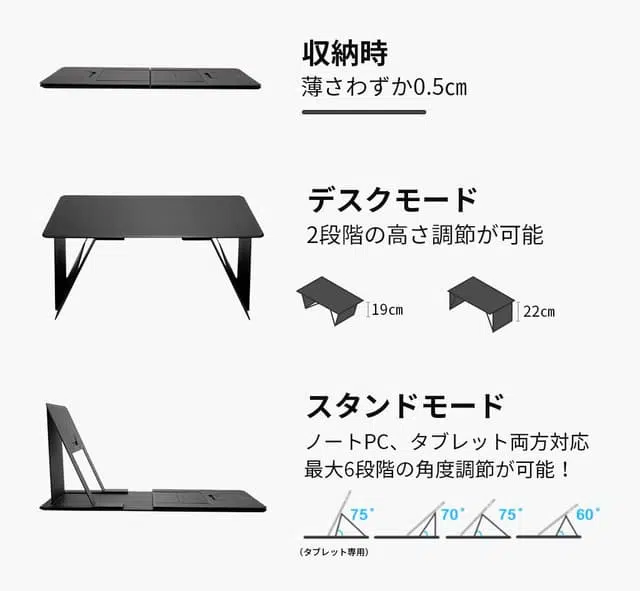 収納時
薄さわずか0.5㎝
デスクモード
2段階の高さ調節が可能
19㎝
22㎝
スタンドモード
ノートPC、タブレット両方対応
最大6段階の角度調節が可能！
75°
70°
75°
60°
（タブレット専用）